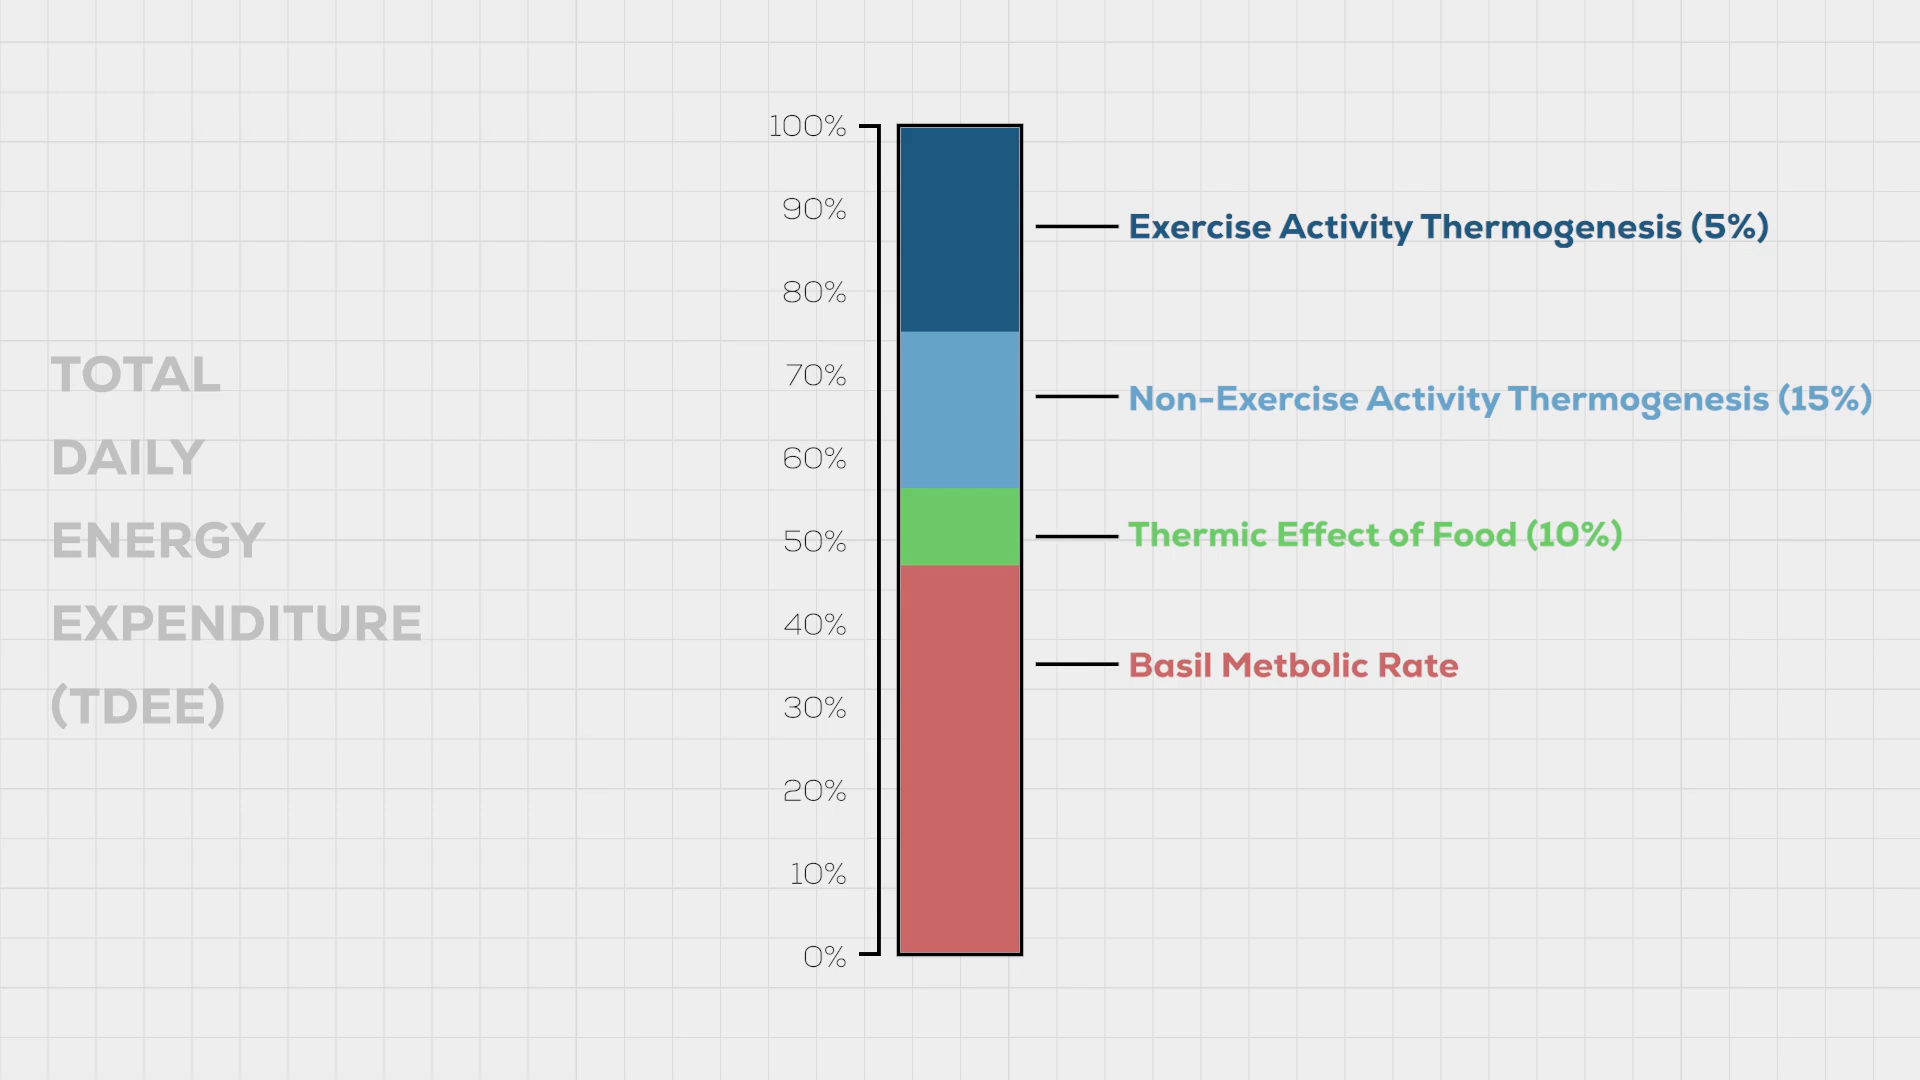 TOTAL
DAILY
ENERGY
EXPENDITURE
(TDEE)
100%
90%
80%
70%
60%
50%
40%
30%
20%
10%
0%
Exercise Activity Thermogenesis (5%)
Non-Exercise Activity Thermogenesis (15%)
Thermic Effect of Food (10%)
Basil Metbolic Rate